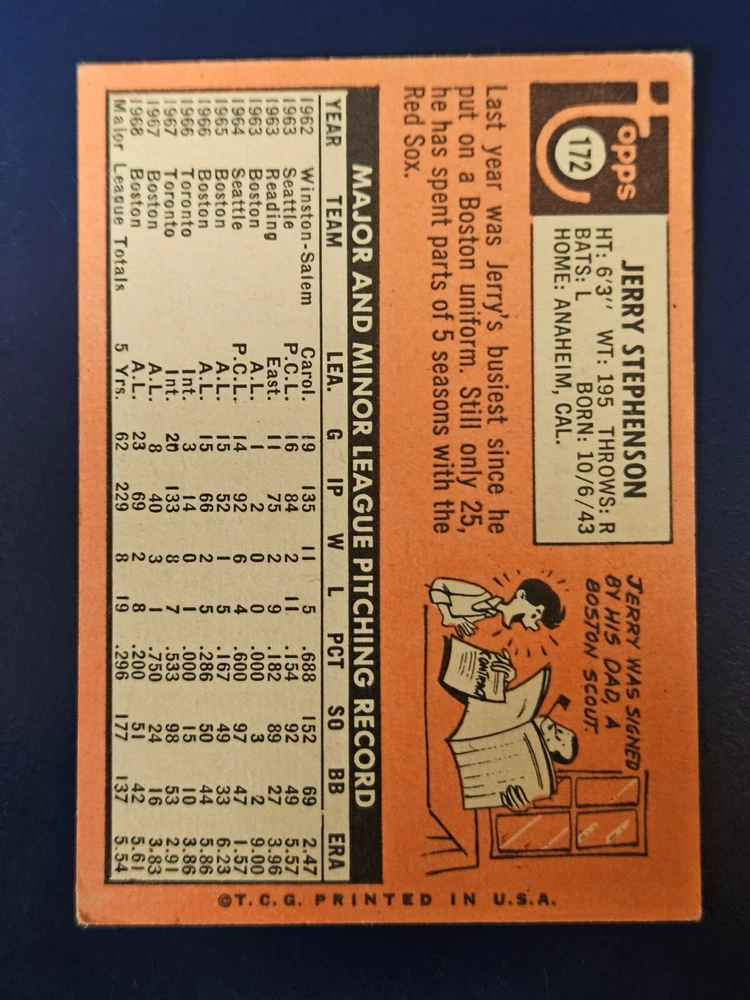 Topps
172
JERRY STEPHENSON
HT: 6'3'' WT: 195 THROWS: R
BATS: L BORN: 10/6/43
HOME: ANAHEIM, CAL.
Last year was Jerry's busiest since he
put on a Boston uniform. Still only 25,
he has spent parts of 5 seasons with the
Red Sox.
JERRY WAS SIGNED
BY HIS DAD, A
BOSTON SCOUT.
CONTRACT
MAJOR AND MINOR LEAGUE PITCHING RECORD
YEAR TEAM LEA. G IP W L PCT SO BB ERA
1962 Winston-Salem Carol. 19 135 11 5 .688 152 69 2.47
1963 Seattle P.C.L. 16 84 2 11 .154 92 49 5.57
1963 Reading East. 11 75 2 9 .182 89 27 3.96
1963 Boston A.L. 1 2 0 0 .000 3 2 9.00
1964 Seattle P.C.L. 14 92 6 4 .600 97 47 1.57
1965 Boston A.L. 15 52 1 5 .167 49 33 6.23
1966 Boston A.L. 15 66 2 5 .286 50 44 5.86
1966 Toronto Int. 3 14 0 1 .000 15 10 3.86
1967 Toronto Int. 20 133 8 7 .533 98 53 2.91
1967 Boston A.L. 8 40 3 1 .750 24 16 3.83
1968 Boston A.L. 23 69 2 8 .200 51 42 5.61
Major League Totals 5 Yrs. 62 229 8 19 .296 177 137 5.54
©T.C.G. PRINTED IN U.S.A.